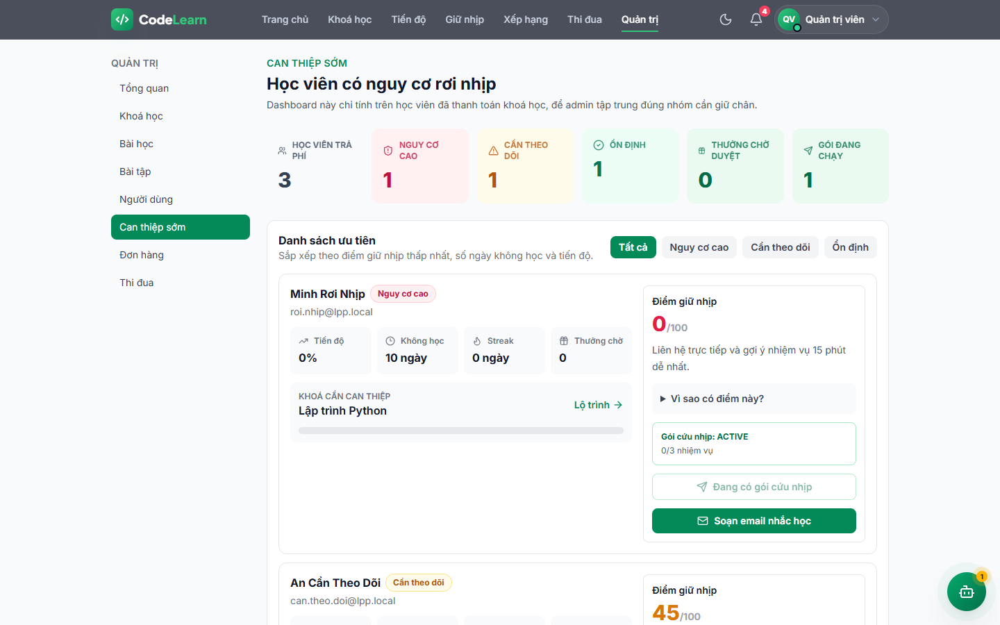 CodeLearn
Trang chủ
Khoá học
Tiến độ
Giữ nhịp
Xếp hạng
Thi đua
Quản trị
4
QV
Quản trị viên
QUẢN TRỊ
Tổng quan
Khoá học
Bài học
Bài tập
Người dùng
Can thiệp sớm
Đơn hàng
Thi đua
CAN THIỆP SỚM
Học viên có nguy cơ rơi nhịp
Dashboard này chỉ tính trên học viên đã thanh toán khoá học, để admin tập trung đúng nhóm cần giữ chân.
HỌC VIÊN TRẢ
PHÍ
3
NGUY CƠ
CAO
1
CẦN THEO
DÕI
1
ỔN ĐỊNH
1
THƯỞNG CHỜ
DUYỆT
0
GÓI ĐANG
CHẠY
1
Danh sách ưu tiên
Sắp xếp theo điểm giữ nhịp thấp nhất, số ngày không học và tiến độ.
Tất cả
Nguy cơ cao
Cần theo dõi
Ổn định
Minh Rơi Nhịp
Nguy cơ cao
roi.nhip@lpp.local
Tiến độ
0%
Không học
10 ngày
Streak
0 ngày
Thưởng chờ
0
KHOÁ CẦN CAN THIỆP
Lập trình Python
Lộ trình
Điểm giữ nhịp
0/100
Liên hệ trực tiếp và gợi ý nhiệm vụ 15 phút
dễ nhất.
Vì sao có điểm này?
Gói cứu nhịp: ACTIVE
0/3 nhiệm vụ
Đang có gói cứu nhịp
Soạn email nhắc học
An Cần Theo Dõi
Cần theo dõi
can.theo.doi@lpp.local
Điểm giữ nhịp
45/100
1